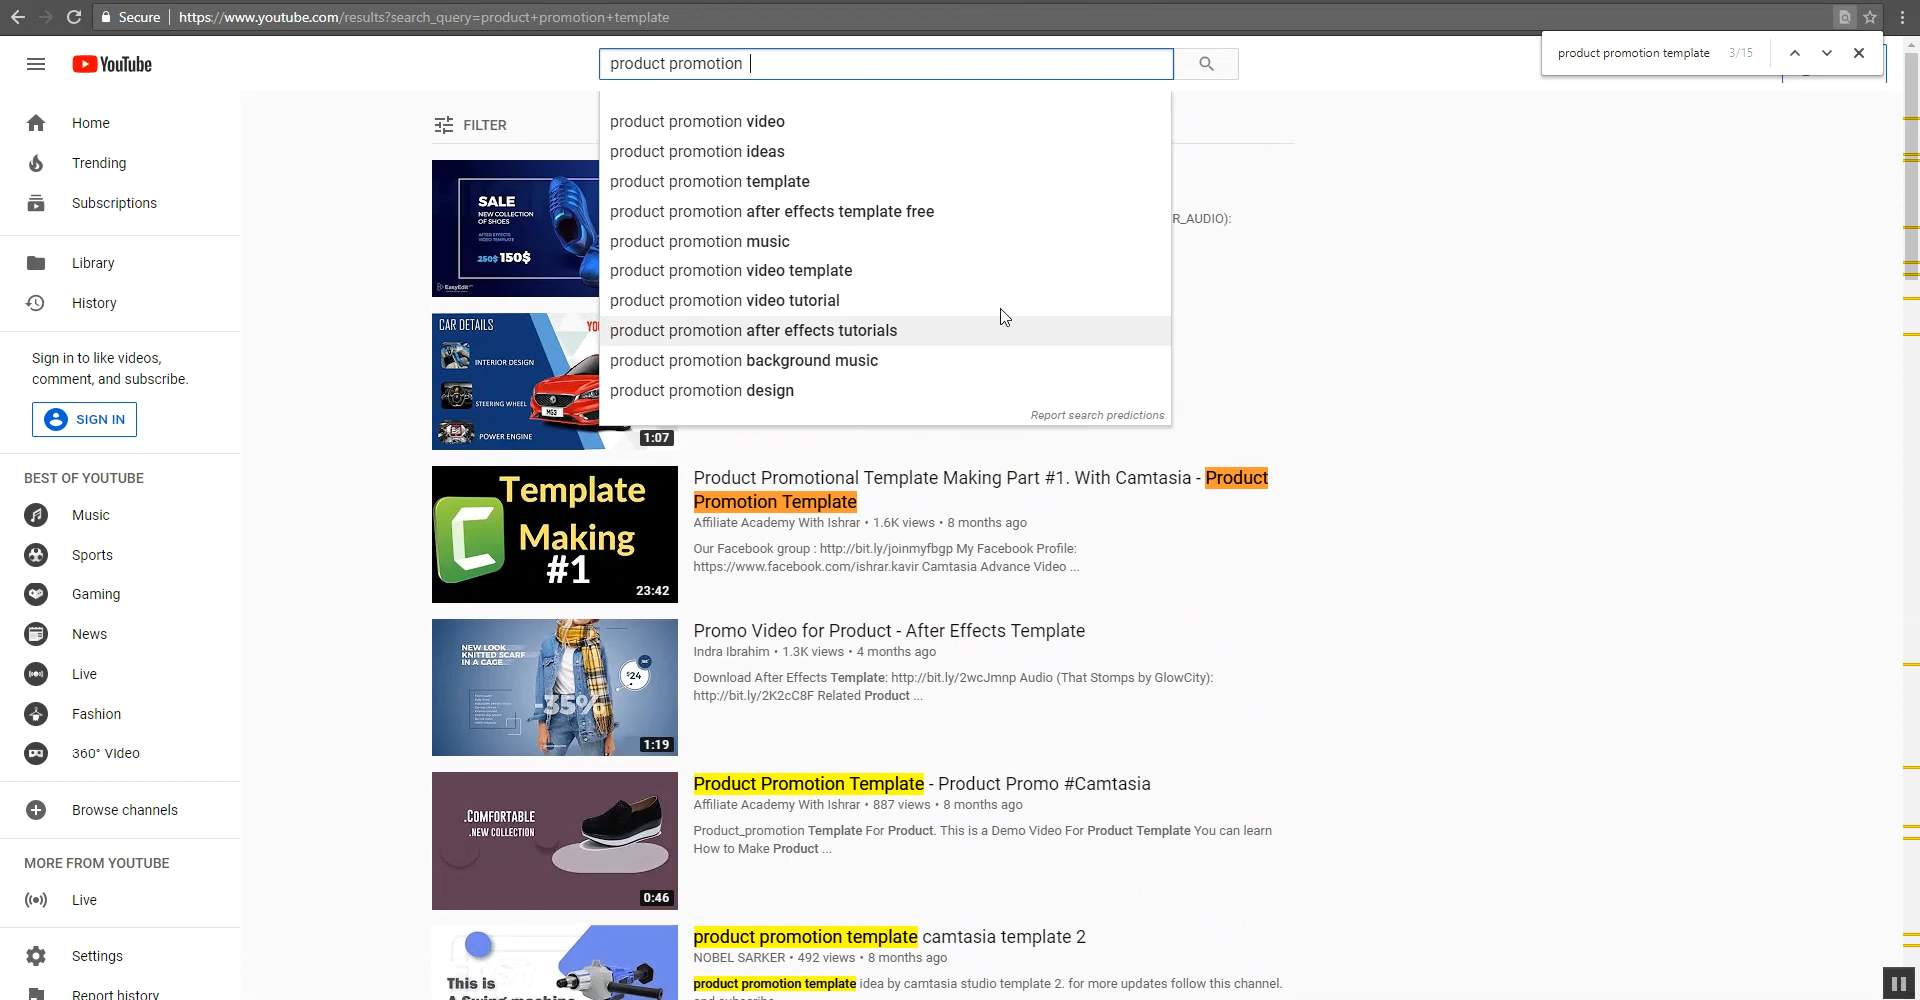 Secure
https://www.youtube.com/results?search_query=product+promotion+template
product promotion template 3/15
YouTube
product promotion
Home
Trending
Subscriptions
Library
History
Sign in to like videos,
comment, and subscribe.
SIGN IN
BEST OF YOUTUBE
Music
Sports
Gaming
News
Live
Fashion
360° Video
Browse channels
MORE FROM YOUTUBE
Live
Settings
Report history
FILTER
product promotion video
product promotion ideas
product promotion template
product promotion after effects template free
product promotion music
product promotion video template
product promotion video tutorial
product promotion after effects tutorials
product promotion background music
product promotion design
Report search predictions
R_AUDIO):
SALE
NEW COLLECTION
OF SHOES
AFTER EFFECTS
VIDEO TEMPLATE
250$ 150$
EasyEdit
CAR DETAILS
YO
INTERIOR DESIGN
STEERING WHEEL
POWER ENGINE
MG3
1:07
Template
Making
#1
23:42
Product Promotional Template Making Part #1. With Camtasia - Product
Promotion Template
Affiliate Academy With Ishrar • 1.6K views • 8 months ago
Our Facebook group : http://bit.ly/joinmyfbgp My Facebook Profile:
https://www.facebook.com/ishrar.kavir Camtasia Advance Video ...
NEW LOOK
KNITTED SCARF
IN A CAGE
$24
-35%
1:19
Promo Video for Product - After Effects Template
Indra Ibrahim • 1.3K views • 4 months ago
Download After Effects Template: http://bit.ly/2wcJmnp Audio (That Stomps by GlowCity):
http://bit.ly/2K2cC8F Related Product ...
.COMFORTABLE
.NEW COLLECTION
0:46
Product Promotion Template - Product Promo #Camtasia
Affiliate Academy With Ishrar • 887 views • 8 months ago
Product_promotion Template For Product. This is a Demo Video For Product Template You can learn
How to Make Product ...
This is
product promotion template camtasia template 2
NOBEL SARKER • 492 views • 8 months ago
product promotion template idea by camtasia studio template 2. for more updates follow this channel.
and subscribe